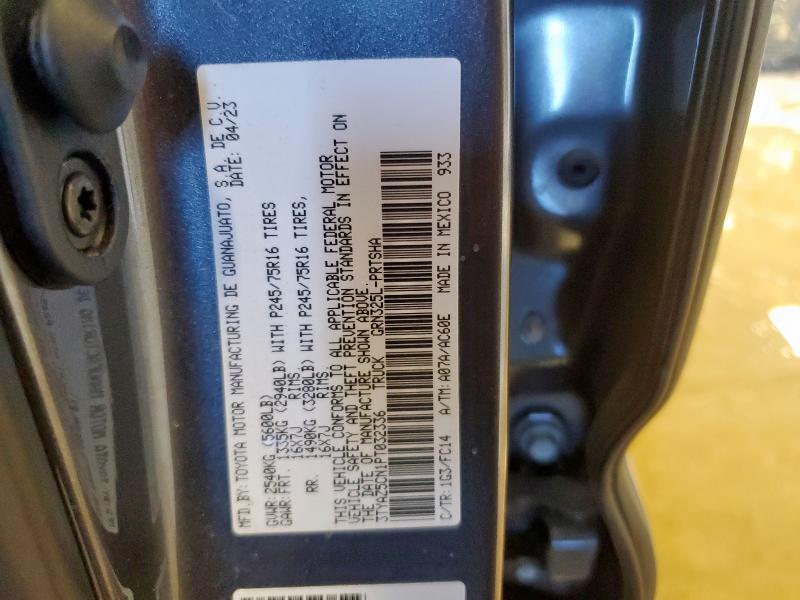 MFD.BY:TOYOTA MOTOR MANUFACTURING DE GUANAJUATO, S.A. DE C.V.
DATE: 04/23
GVWR:2540KG (5600LB)
GAWR:FRT. 1335KG (2940LB) WITH P245/75R16 TIRES
16X7J RIMS
RR. 1490KG (3280LB) WITH P245/75R16 TIRES,
16X7J RIMS.
THIS VEHICLE CONFORMS TO ALL APPLICABLE FEDERAL MOTOR
VEHICLE SAFETY AND THEFT PREVENTION STANDARDS IN EFFECT ON
THE DATE OF MANUFACTURE SHOWN ABOVE.
3TYAZ5CN1PT032336 TRUCK GRN325L-PRTSHA
C/TR:1G3/FC14 A/TM:A07A/AC60E MADE IN MEXICO 933